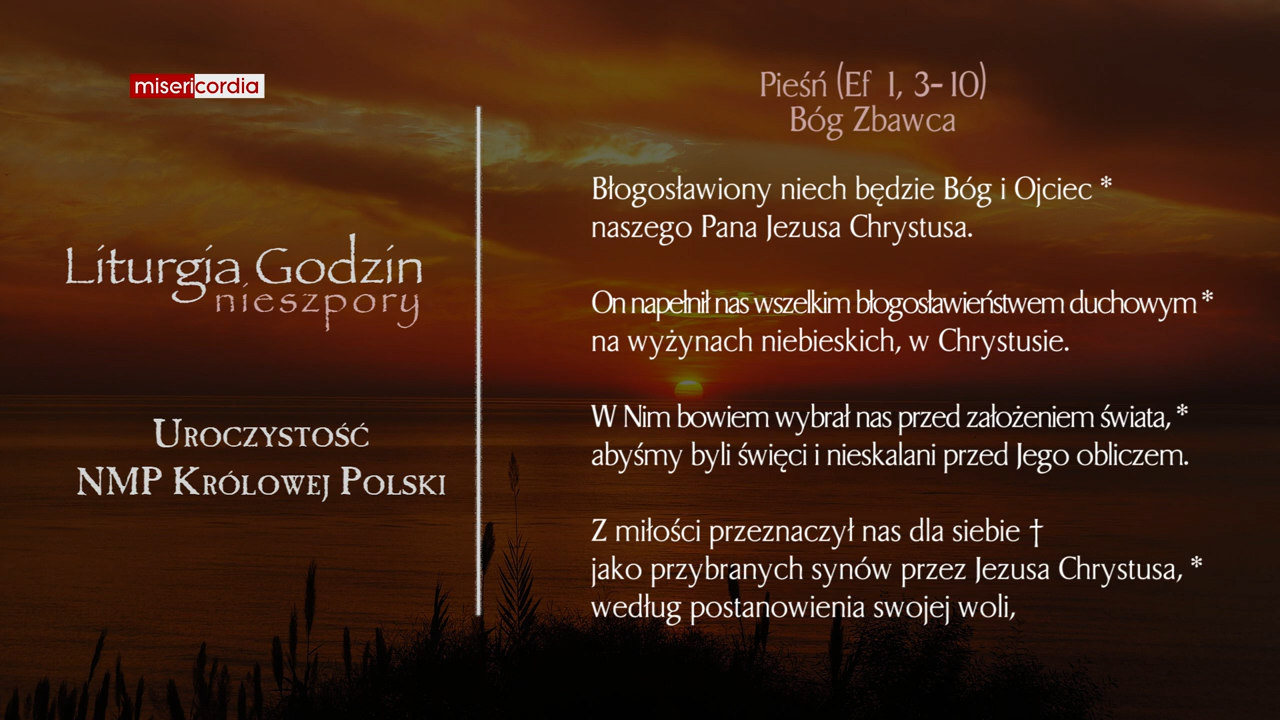 misericordia
Liturgia Godzin
nieszpory
Uroczystość
NMP Królowej Polski
Pieśń (Ef 1, 3-10)
Bóg Zbawca
Błogosławiony niech będzie Bóg i Ojciec *
naszego Pana Jezusa Chrystusa.
On napełnił nas wszelkim błogosławieństwem duchowym *
na wyżynach niebieskich, w Chrystusie.
W Nim bowiem wybrał nas przed założeniem świata, *
abyśmy byli święci i nieskalani przed Jego obliczem.
Z miłości przeznaczył nas dla siebie †
jako przybranych synów przez Jezusa Chrystusa, *
według postanowienia swojej woli,